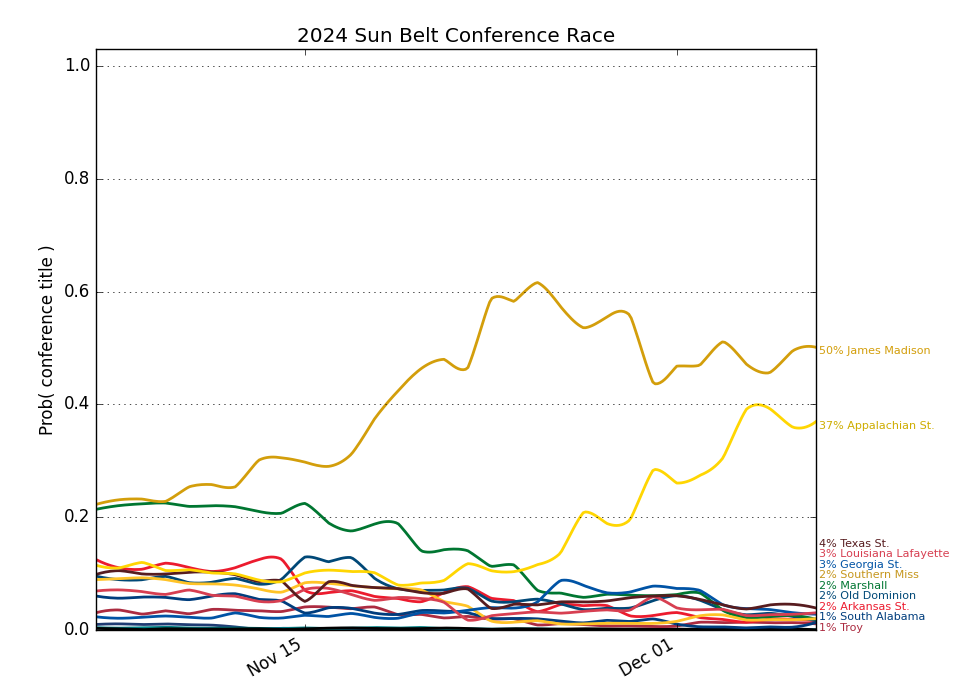 2024 Sun Belt Conference Race
Prob( conference title )
1.0
0.8
0.6
0.4
0.2
0.0
Nov 15
Dec 01
50% James Madison
37% Appalachian St.
4% Texas St.
3% Louisiana Lafayette
3% Georgia St.
2% Southern Miss
2% Marshall
2% Old Dominion
2% Arkansas St.
1% South Alabama
1% Troy